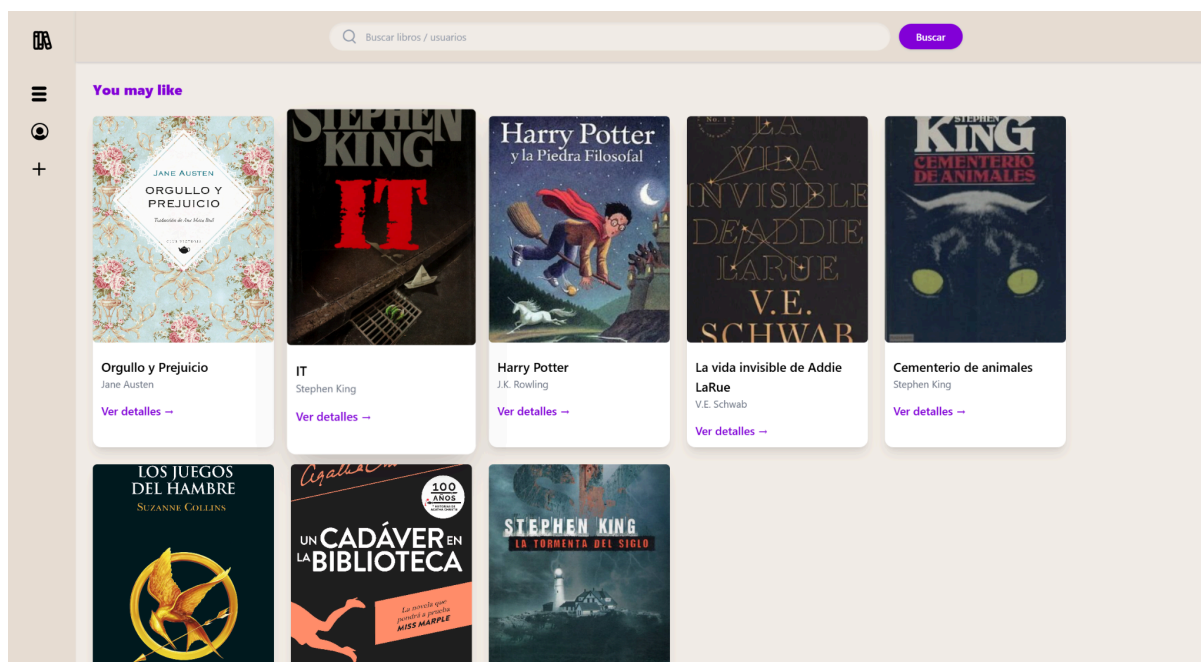 Buscar libros / usuarios
Buscar
You may like
JANE AUSTEN
ORGULLO Y
PREJUICIO
STEPHEN
KING
IT
Harry Potter
y la Piedra Filosofal
No. 1
LA
VIDA
INVISIBLE
DE ADDIE
LARUE
V.E.
SCHWAB
STEPHEN
KING
CEMENTERIO
DE ANIMALES
Orgullo y Prejuicio
Jane Austen
Ver detalles →
IT
Stephen King
Ver detalles →
Harry Potter
J.K. Rowling
Ver detalles →
La vida invisible de Addie
LaRue
V.E. Schwab
Ver detalles →
Cementerio de animales
Stephen King
Ver detalles →
LOS JUEGOS
DEL HAMBRE
SUZANNE COLLINS
100
AÑOS
UN CADÁVER EN
LA BIBLIOTECA
La novela que
pondrá a prueba
MISS MARPLE
STEPHEN KING
LA TORMENTA DEL SIGLO